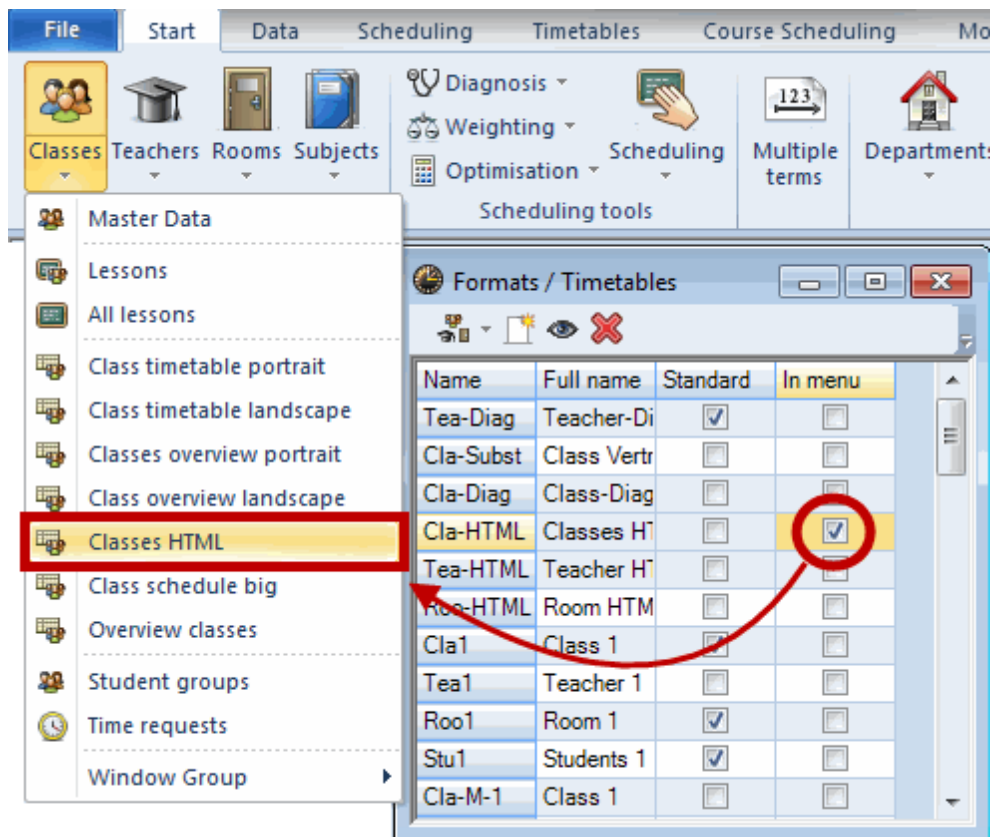 File Start Data Scheduling Timetables Course Scheduling Mo
Classes Teachers Rooms Subjects
Diagnosis
Weighting
Optimisation
Scheduling
Scheduling tools
123
Multiple
terms
Departments
Master Data
Lessons
All lessons
Class timetable portrait
Class timetable landscape
Classes overview portrait
Class overview landscape
Classes HTML
Class schedule big
Overview classes
Student groups
Time requests
Window Group
Formats / Timetables
Name Full name Standard In menu
Tea-Diag Teacher-Di
Cla-Subst Class Vertr
Cla-Diag Class-Diag
Cla-HTML Classes HT
Tea-HTML Teacher HT
Roo-HTML Room HTM
Cla1 Class 1
Tea1 Teacher 1
Roo1 Room 1
Stu1 Students 1
Cla-M-1 Class 1